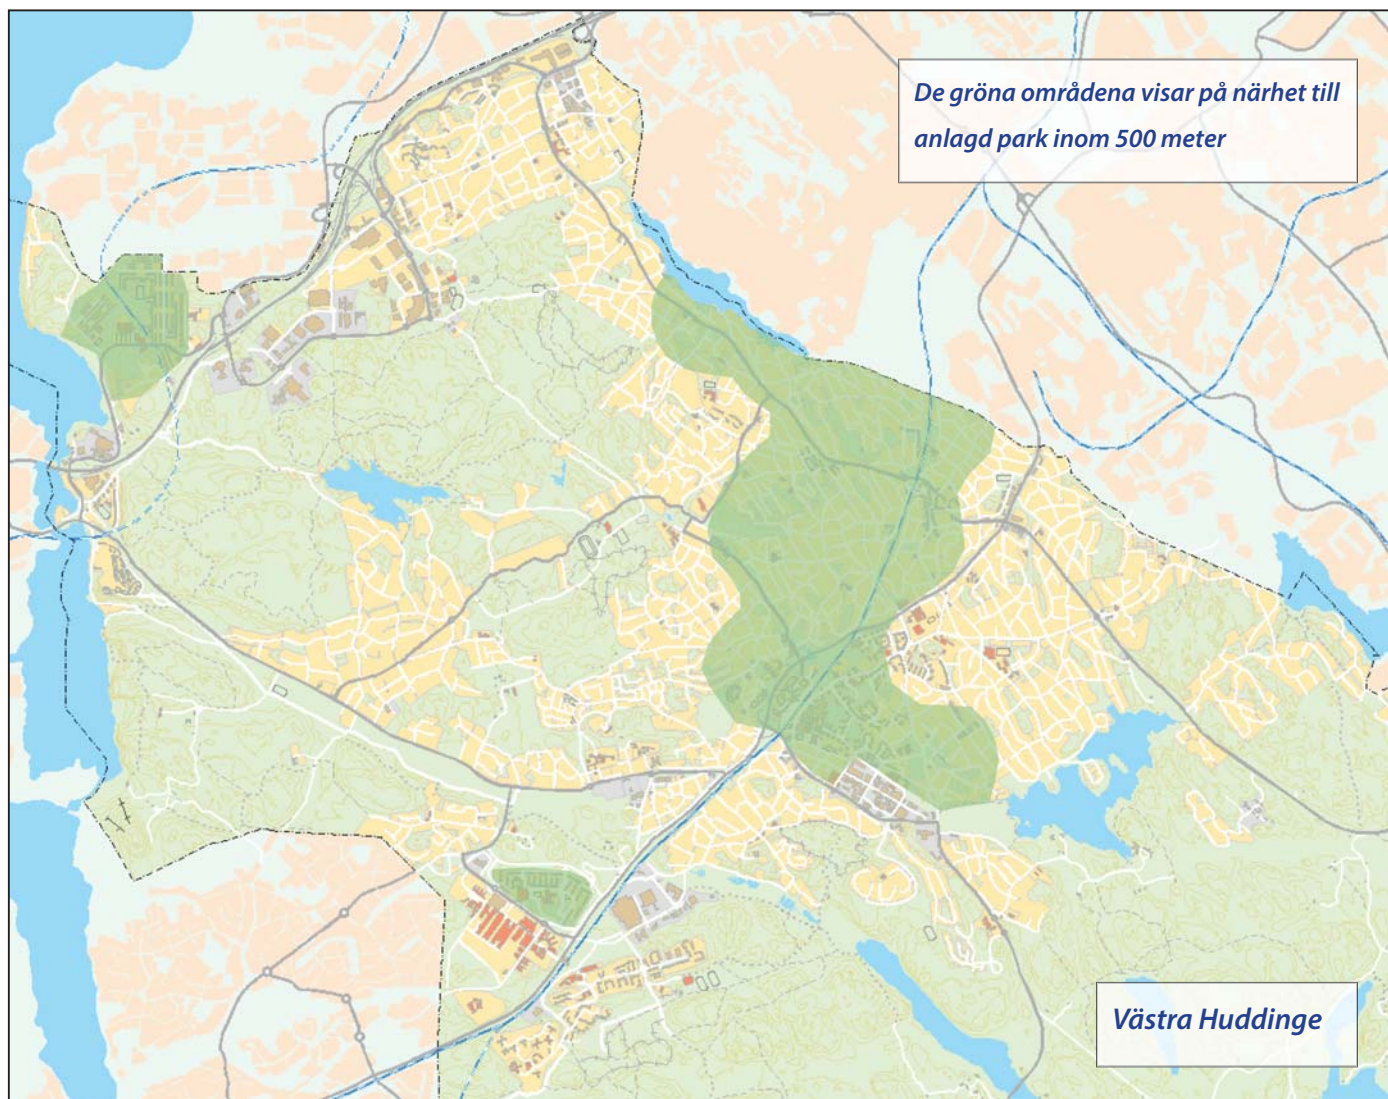 De gröna områdena visar på närhet till
anlagd park inom 500 meter
Västra Huddinge